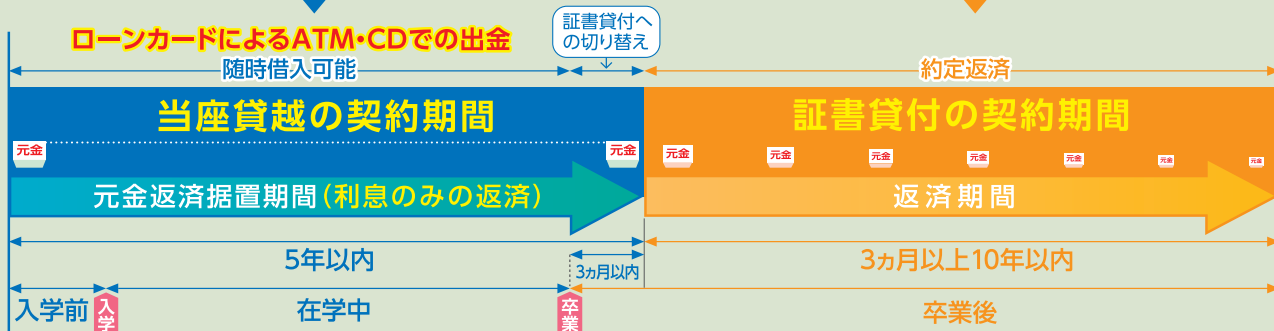 ローンカードによるATM・CDでの出金
証書貸付へ
の切り替え
随時借入可能
約定返済
当座貸越の契約期間
証書貸付の契約期間
元金
元金
元金
元金
元金
元金
元金
元金
元金
元金返済据置期間(利息のみの返済)
返済期間
5年以内
3ヵ月以内
3ヵ月以上10年以内
入学前
入学
在学中
卒業
卒業後